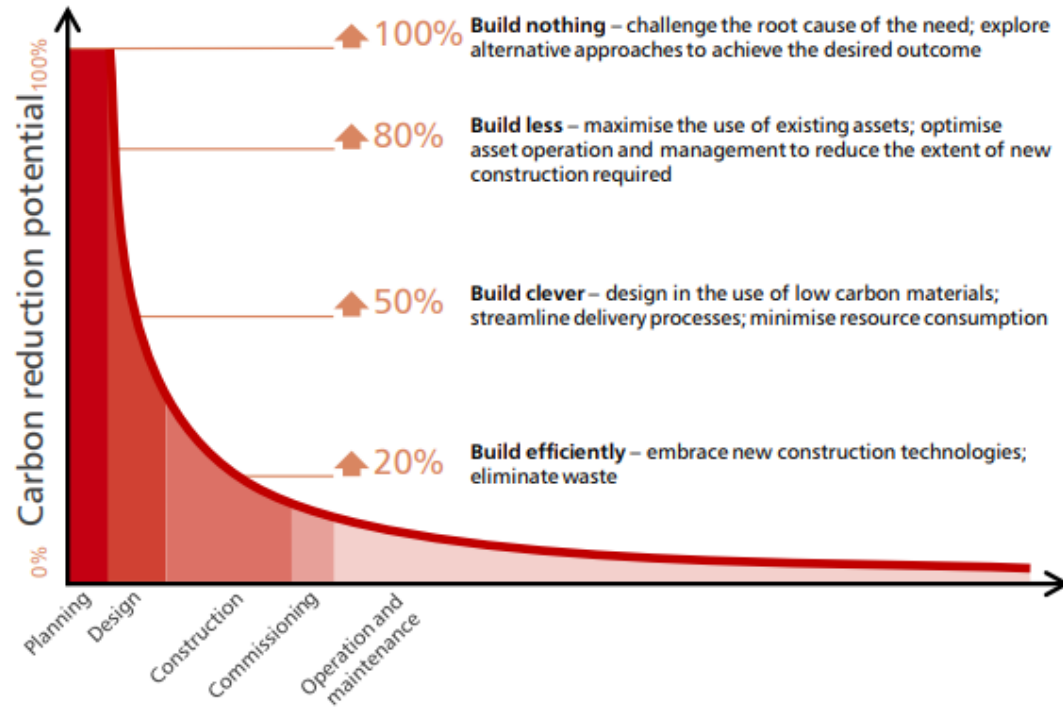 Carbon reduction potential
100%
0%
100%
Build nothing – challenge the root cause of the need; explore
alternative approaches to achieve the desired outcome
80%
Build less – maximise the use of existing assets; optimise
asset operation and management to reduce the extent of new
construction required
50%
Build clever – design in the use of low carbon materials;
streamline delivery processes; minimise resource consumption
20%
Build efficiently – embrace new construction technologies;
eliminate waste
Planning
Design
Construction
Commissioning
Operation and
maintenance